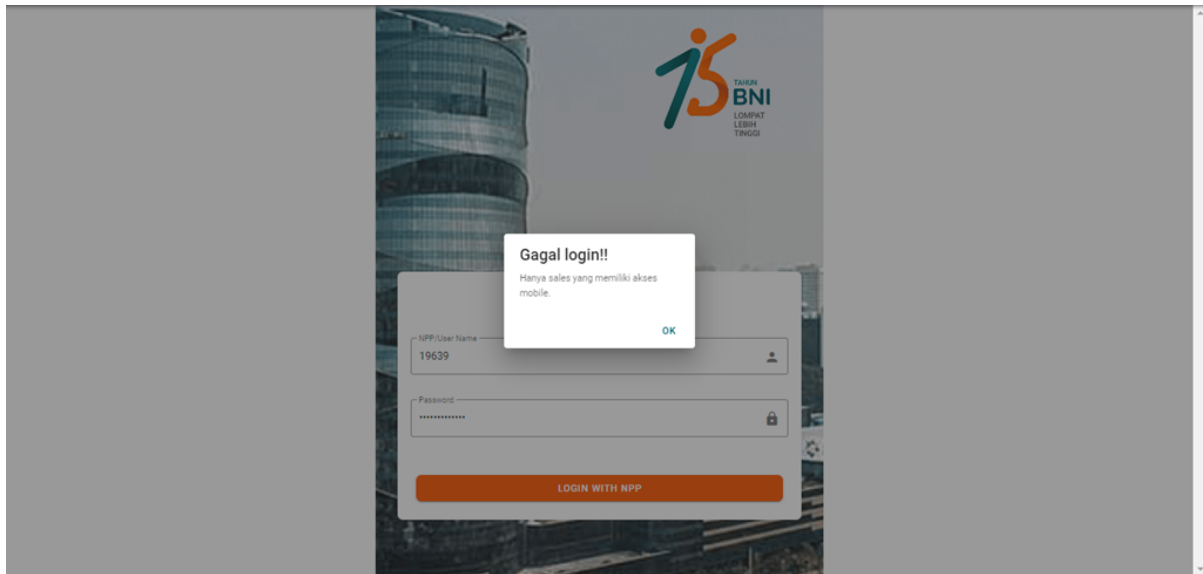 75
TAHUN
BNI
LOMPAT
LEBIH
TINGGI
Gagal login!!
Hanya sales yang memiliki akses
mobile.
OK
NPP/User Name
19639
Password
•••••••••••••
LOGIN WITH NPP